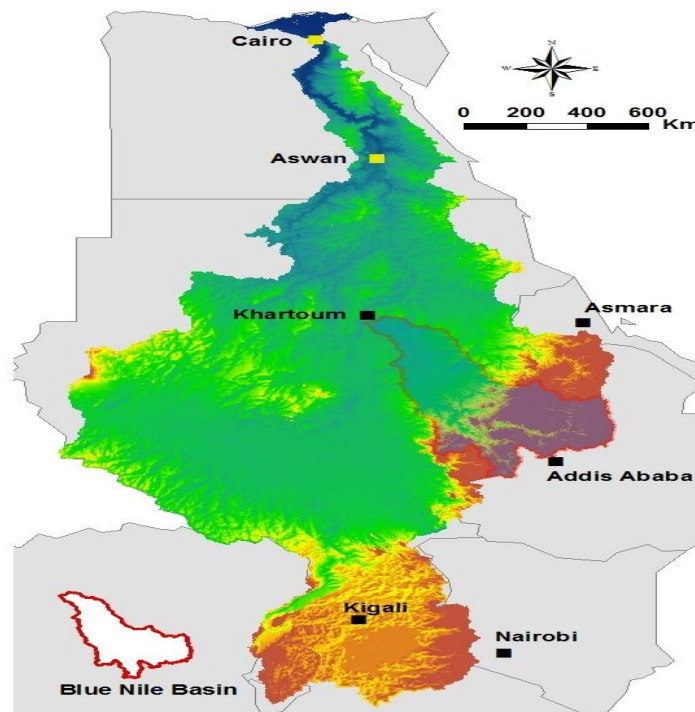 Cairo
N
W
E
S
0 200 400 600
Km
Aswan
Khartoum
Asmara
Addis Ababa
Kigali
Nairobi
Blue Nile Basin